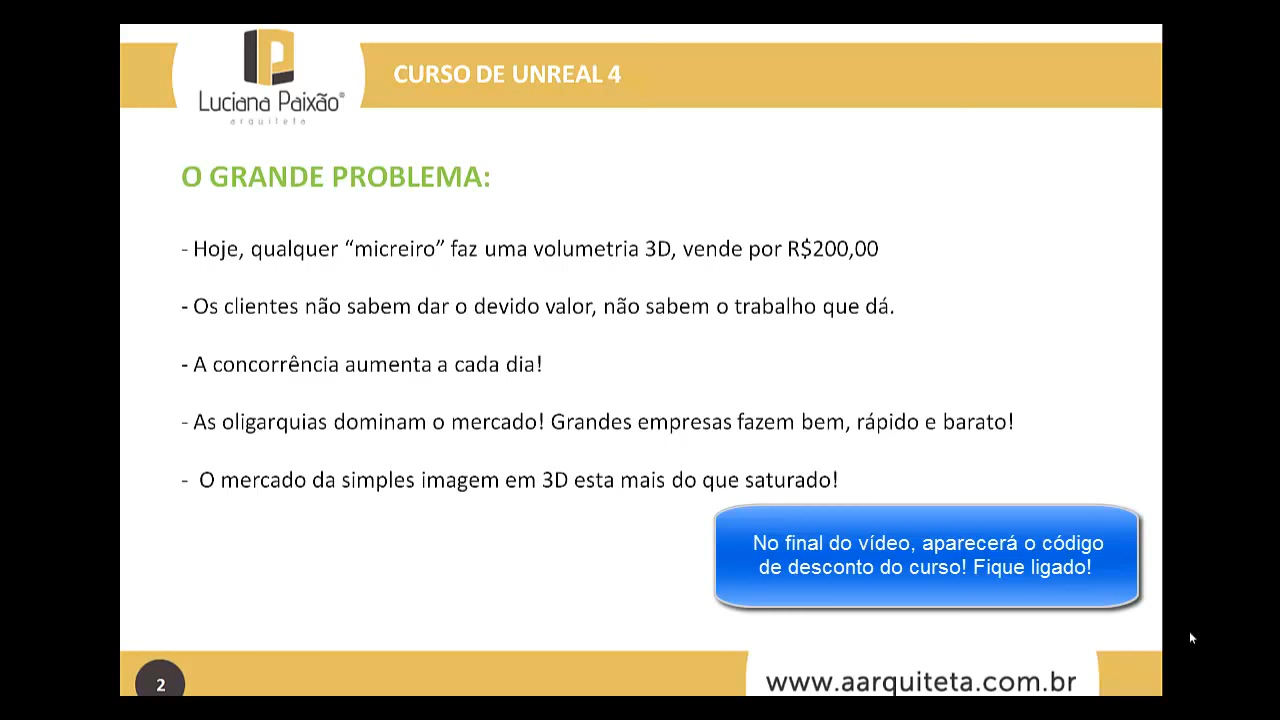 CURSO DE UNREAL 4
Luciana Paixão®
arquiteta
O GRANDE PROBLEMA:
- Hoje, qualquer “micreiro” faz uma volumetria 3D, vende por R$200,00
- Os clientes não sabem dar o devido valor, não sabem o trabalho que dá.
- A concorrência aumenta a cada dia!
- As oligarquias dominam o mercado! Grandes empresas fazem bem, rápido e barato!
- O mercado da simples imagem em 3D esta mais do que saturado!
No final do vídeo, aparecerá o código
de desconto do curso! Fique ligado!
2
www.aarquiteta.com.br